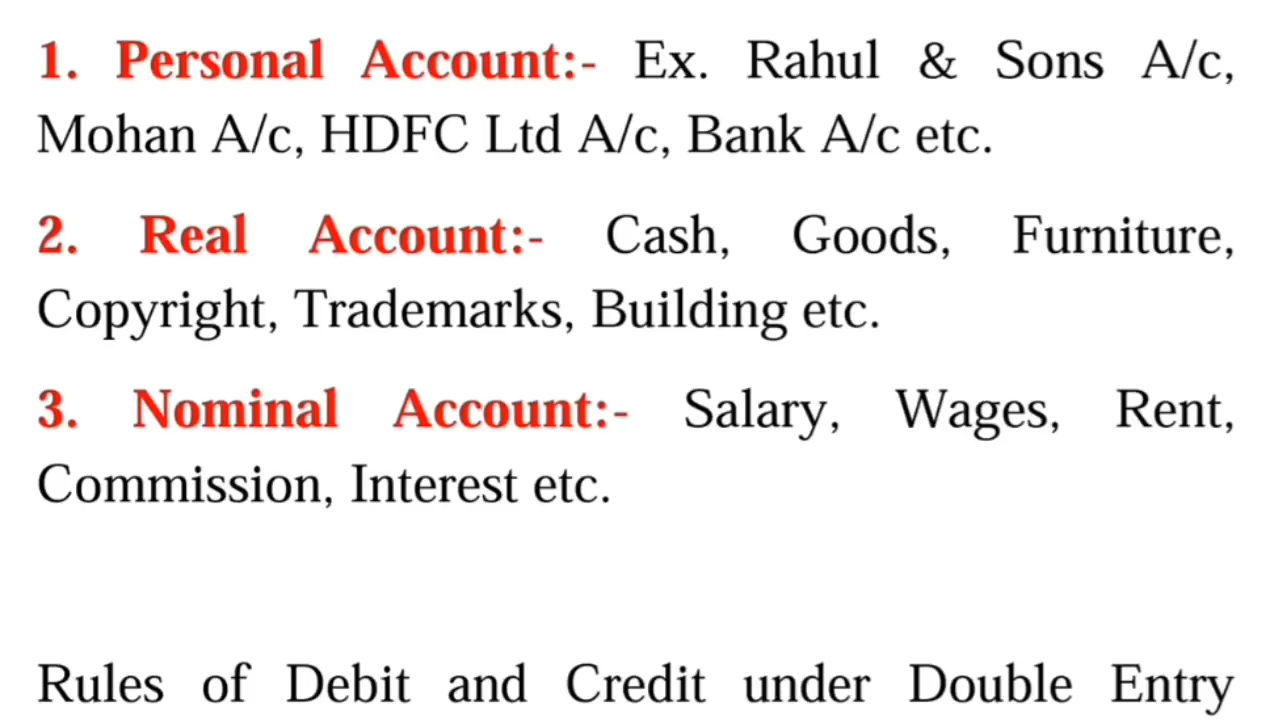 1. Personal Account:- Ex. Rahul & Sons A/c,
Mohan A/c, HDFC Ltd A/c, Bank A/c etc.
2. Real Account:- Cash, Goods, Furniture,
Copyright, Trademarks, Building etc.
3. Nominal Account:- Salary, Wages, Rent,
Commission, Interest etc.
Rules of Debit and Credit under Double Entry